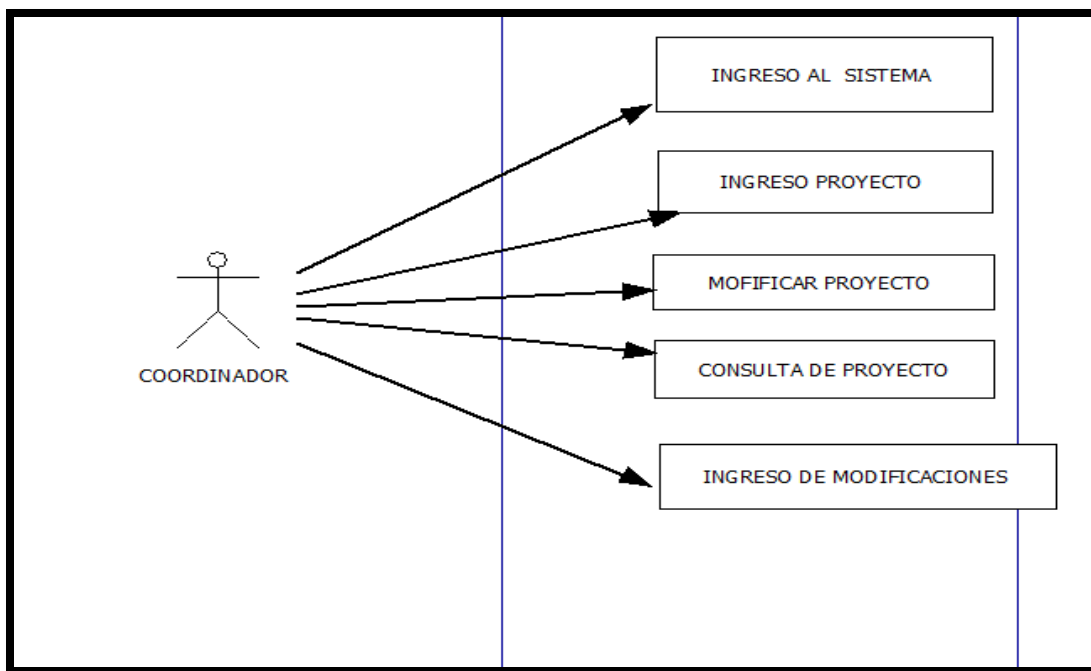 INGRESO AL SISTEMA
INGRESO PROYECTO
MOFIFICAR PROYECTO
COORDINADOR
CONSULTA DE PROYECTO
INGRESO DE MODIFICACIONES